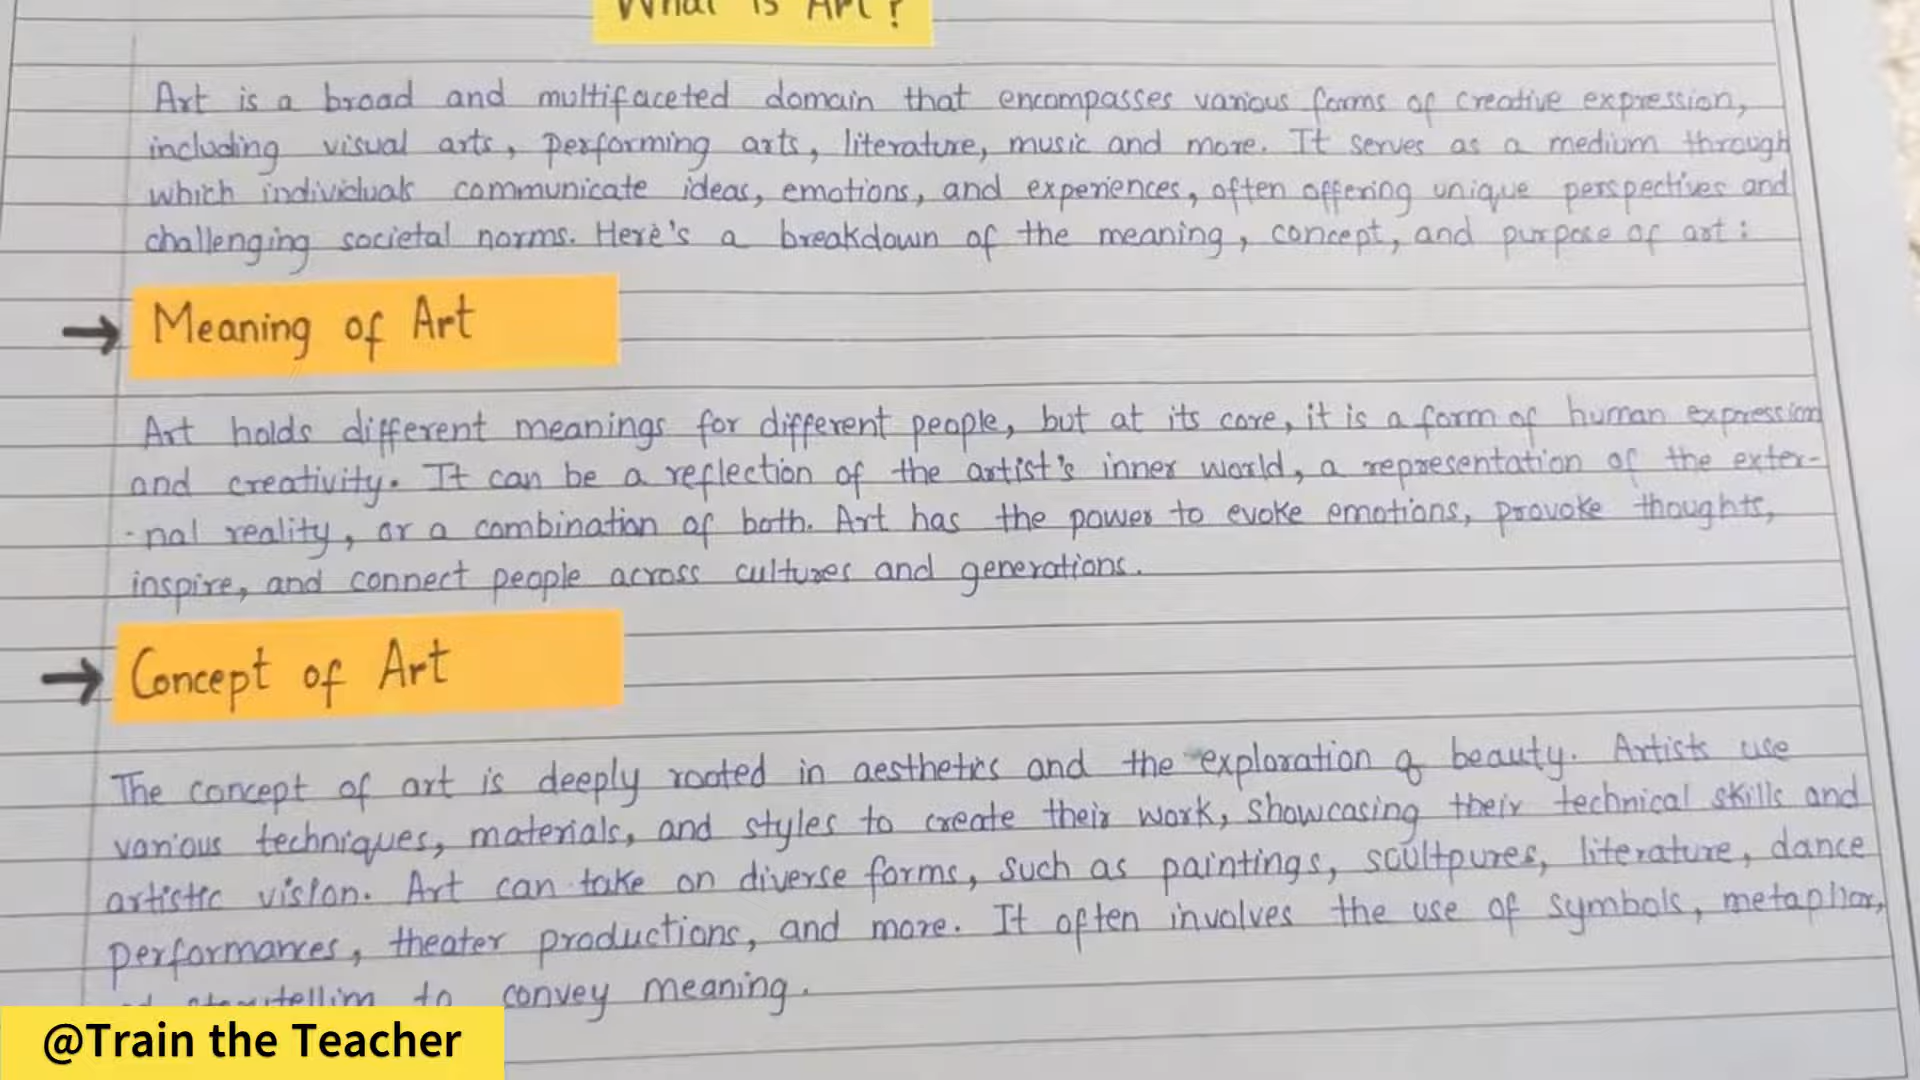 What is Art?
Art is a broad and multifaceted domain that encompasses various forms of creative expression,
including visual arts, performing arts, literature, music and more. It serves as a medium through
which individuals communicate ideas, emotions, and experiences, often offering unique perspectives and
challenging societal norms. Here's a breakdown of the meaning, concept, and purpose of art:
→ Meaning of Art
Art holds different meanings for different people, but at its core, it is a form of human expression
and creativity. It can be a reflection of the artist's inner world, a representation of the exter-
-nal reality, or a combination of both. Art has the power to evoke emotions, provoke thoughts,
inspire, and connect people across cultures and generations.
→ Concept of Art
The concept of art is deeply rooted in aesthetics and the exploration of beauty. Artists use
various techniques, materials, and styles to create their work, showcasing their technical skills and
artistic vision. Art can take on diverse forms, such as paintings, scultpures, literature, dance
performances, theater productions, and more. It often involves the use of symbols, metaphor,
to convey meaning.
@Train the Teacher